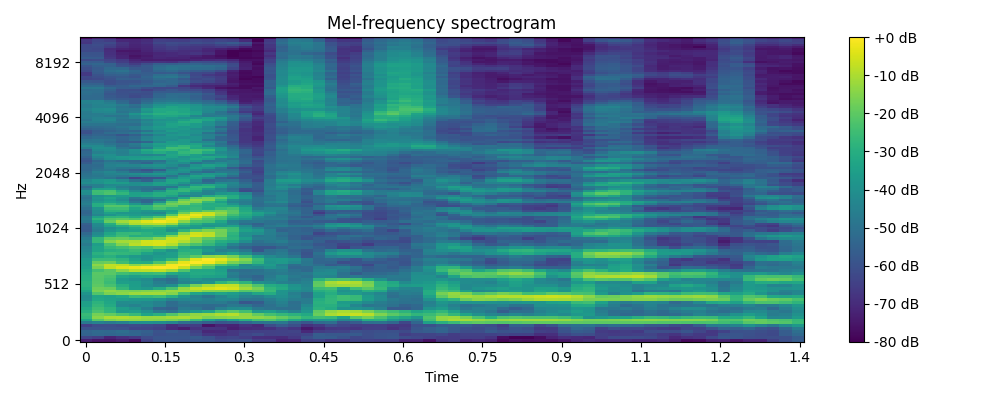 Mel-frequency spectrogram
Hz
8192
4096
2048
1024
512
0
0 0.15 0.3 0.45 0.6 0.75 0.9 1.1 1.2 1.4
Time
+0 dB
-10 dB
-20 dB
-30 dB
-40 dB
-50 dB
-60 dB
-70 dB
-80 dB